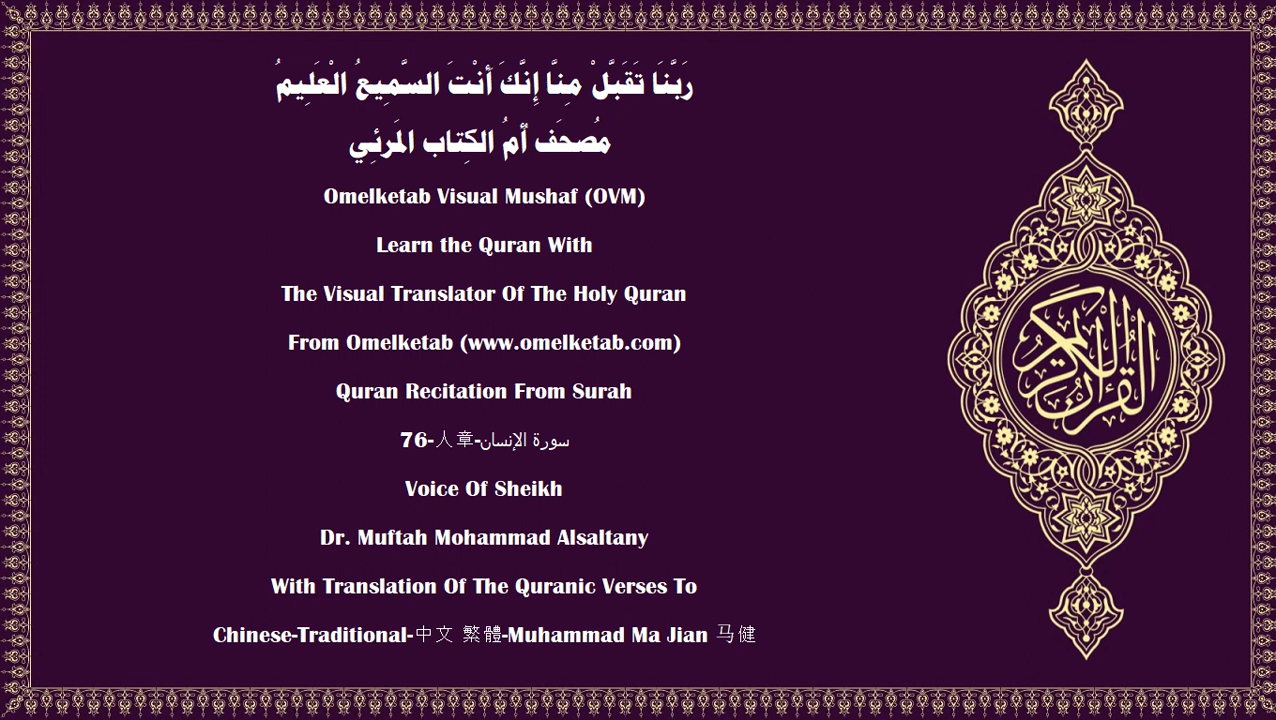 رَبَّنَا تَقَبَّلْ مِنَّا إِنَّكَ أَنْتَ السَّمِيعُ الْعَلِيمُ
مُصحَف أمُ الكِتاب المَرئِي
Omelketab Visual Mushaf (OVM)
Learn the Quran With
The Visual Translator Of The Holy Quran
From Omelketab (www.omelketab.com)
Quran Recitation From Surah
76-人章-سورة الإنسان
Voice Of Sheikh
Dr. Muftah Mohammad Alsaltany
With Translation Of The Quranic Verses To
Chinese-Traditional-中文 繁體-Muhammad Ma Jian 马健
القرآن الكريم